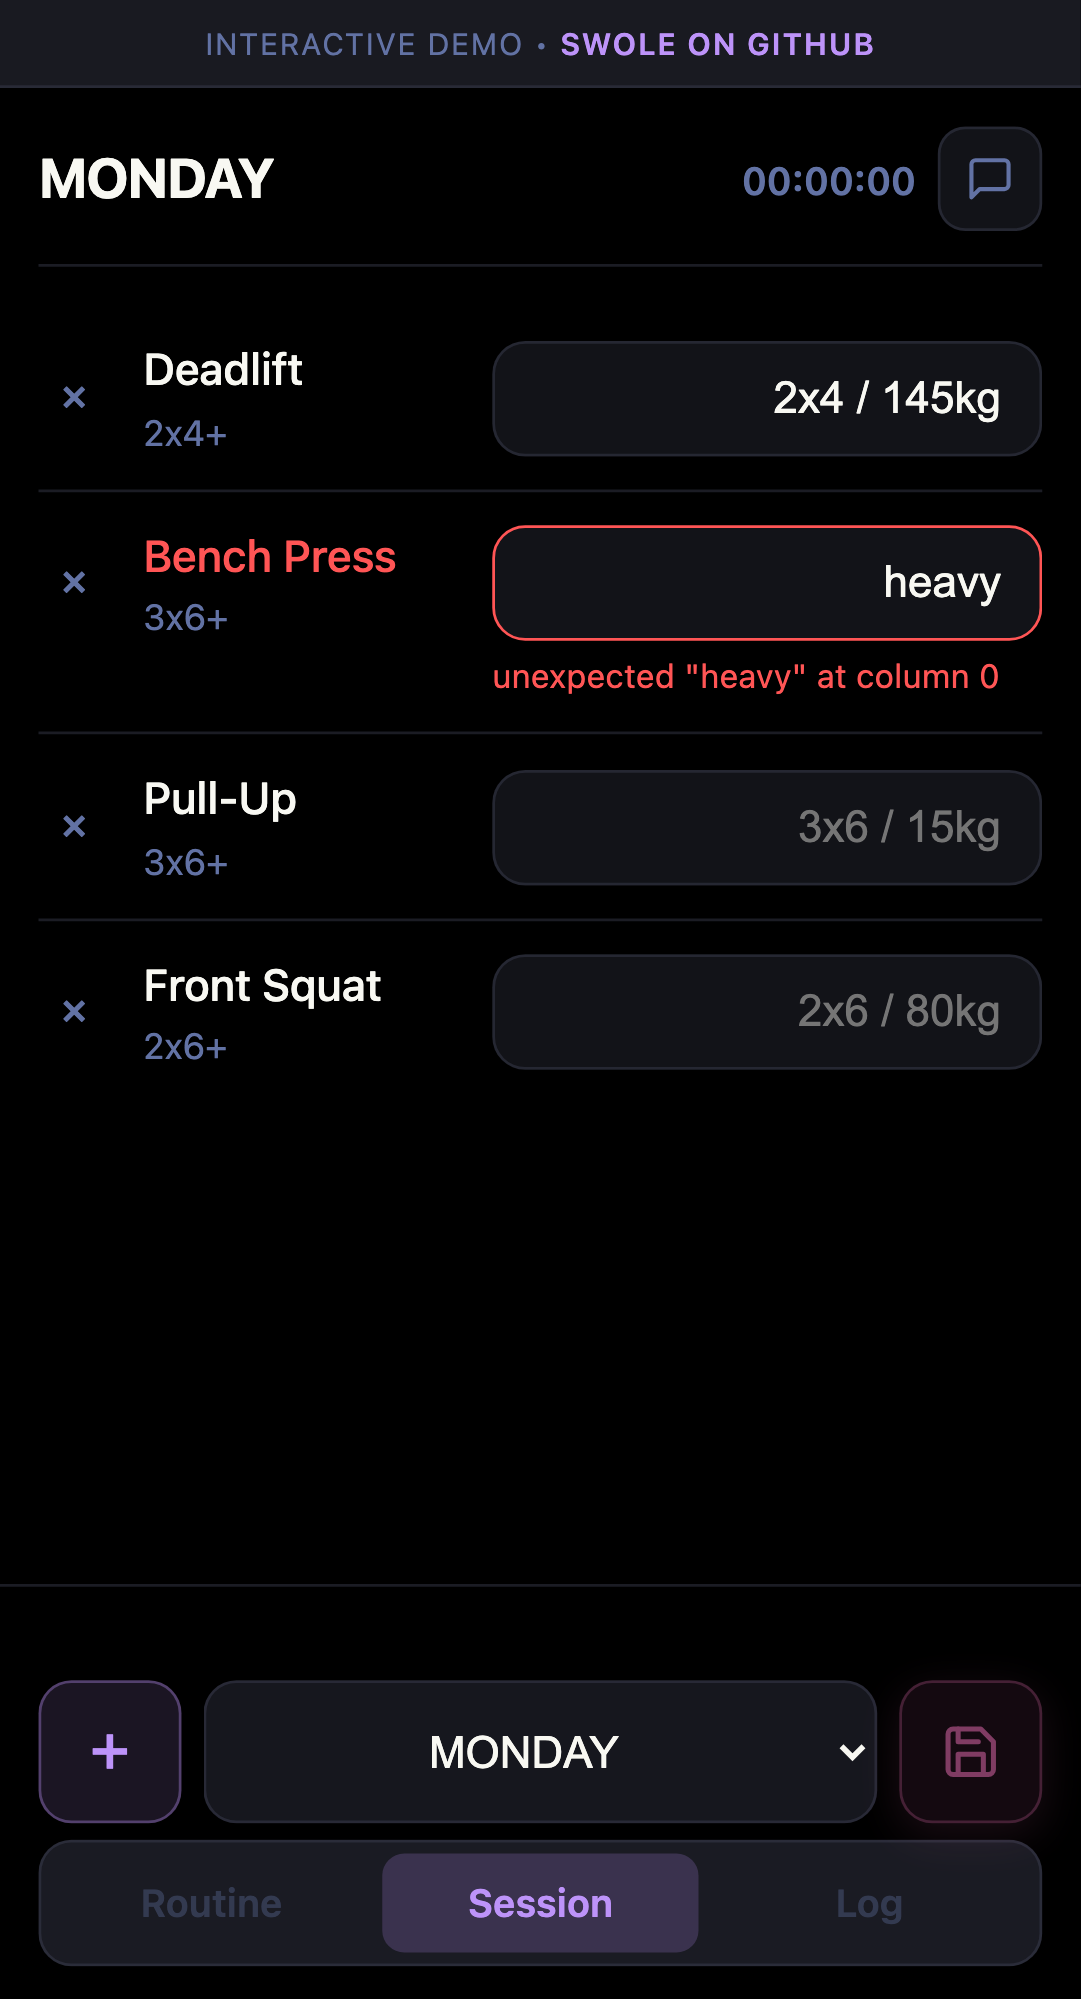 INTERACTIVE DEMO • SWOLE ON GITHUB
MONDAY
00:00:00
Deadlift
2x4+
2x4 / 145kg
Bench Press
3x6+
heavy
unexpected "heavy" at column 0
Pull-Up
3x6+
3x6 / 15kg
Front Squat
2x6+
2x6 / 80kg
MONDAY
Routine
Session
Log